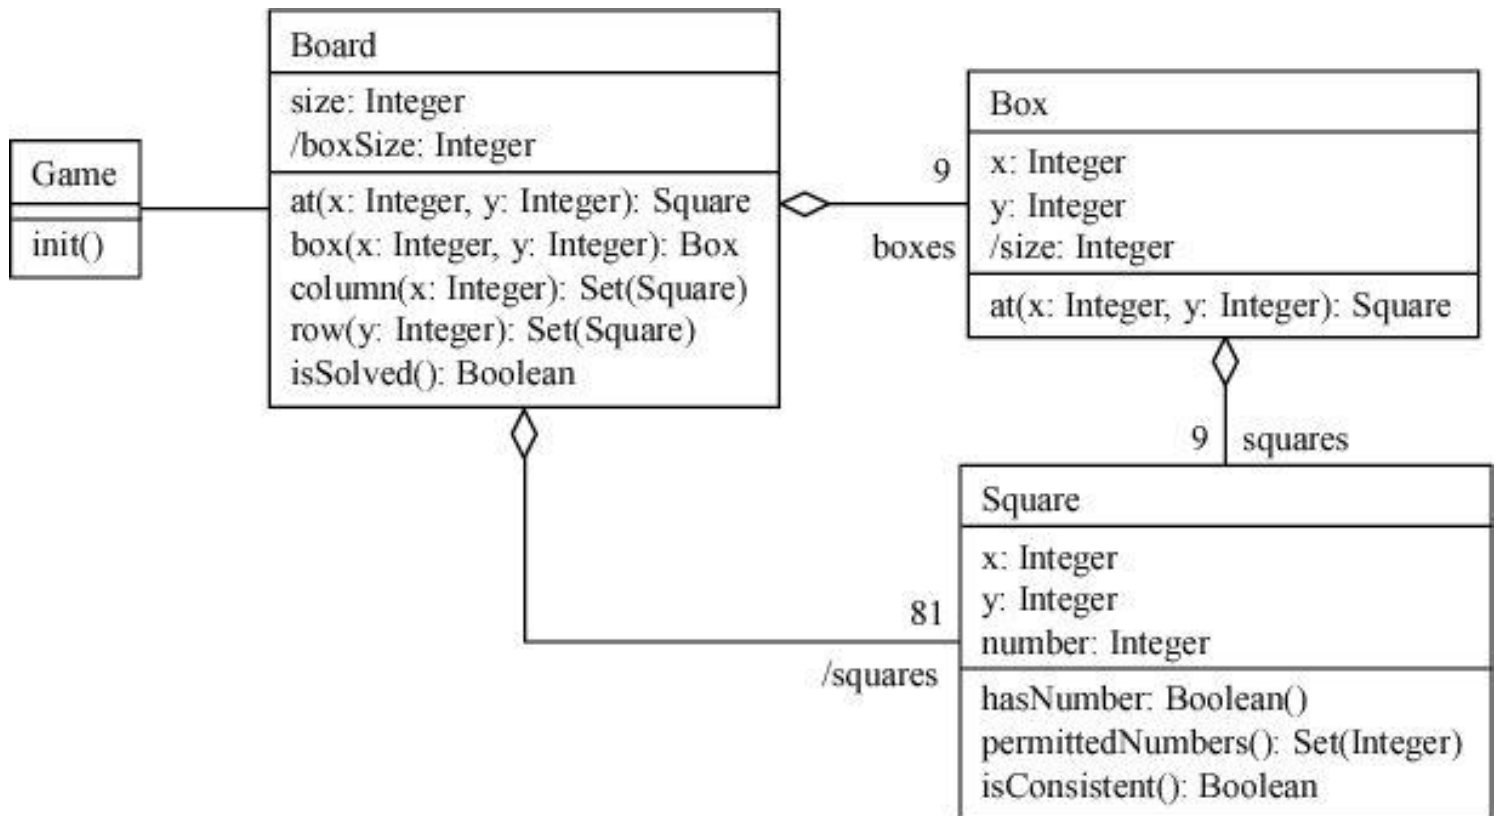 Game
init()
Board
size: Integer
/boxSize: Integer
at(x: Integer, y: Integer): Square
box(x: Integer, y: Integer): Box
column(x: Integer): Set(Square)
row(y: Integer): Set(Square)
isSolved(): Boolean
9
boxes
Box
x: Integer
y: Integer
/size: Integer
at(x: Integer, y: Integer): Square
9 squares
81
/squares
Square
x: Integer
y: Integer
number: Integer
hasNumber: Boolean()
permittedNumbers(): Set(Integer)
isConsistent(): Boolean